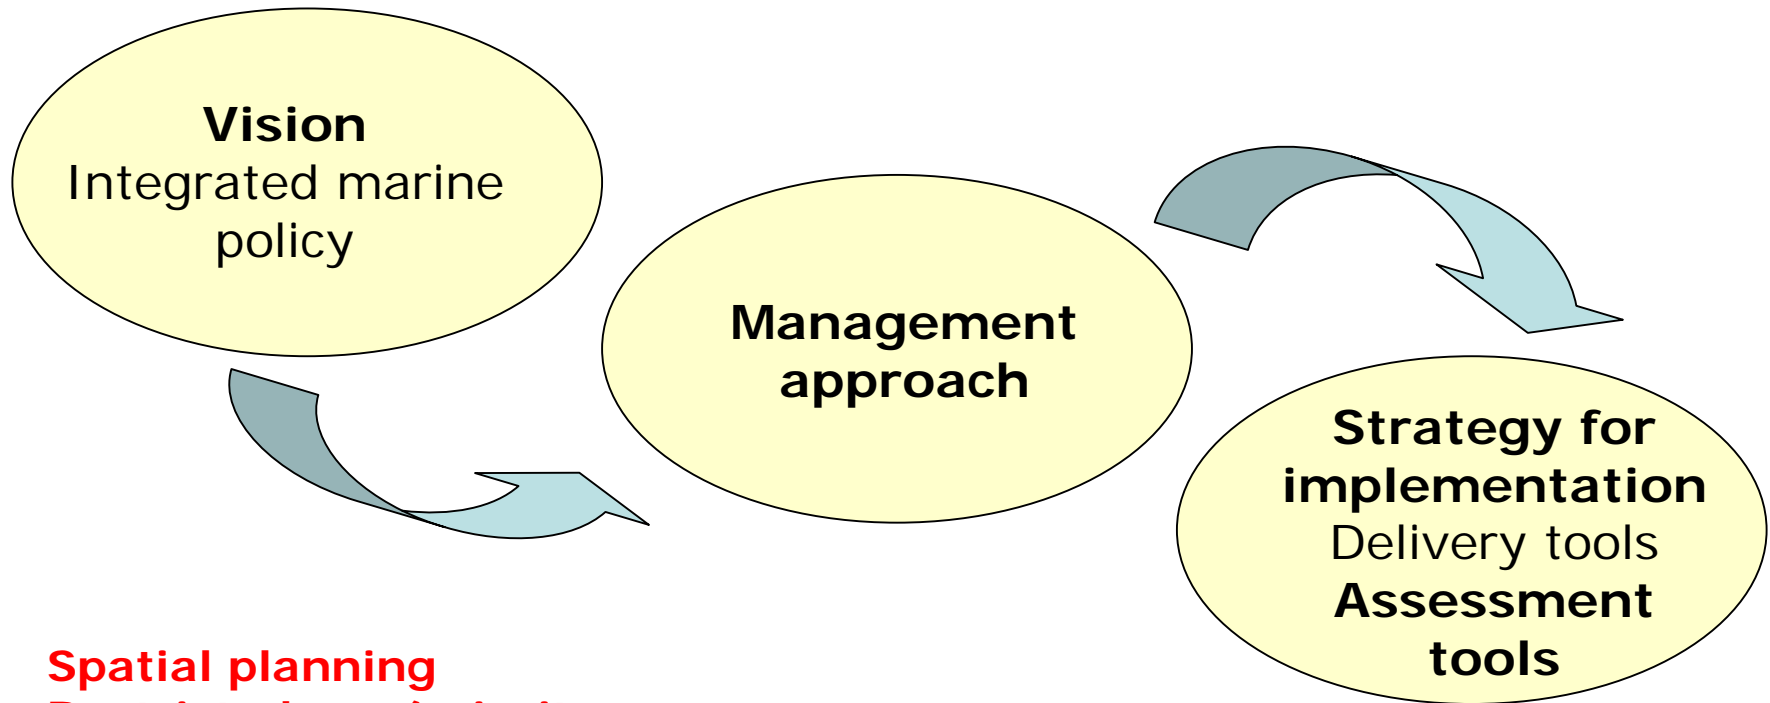 Vision
Integrated marine
policy
Management
approach
Strategy for
implementation
Delivery tools
Assessment
tools
Spatial planning